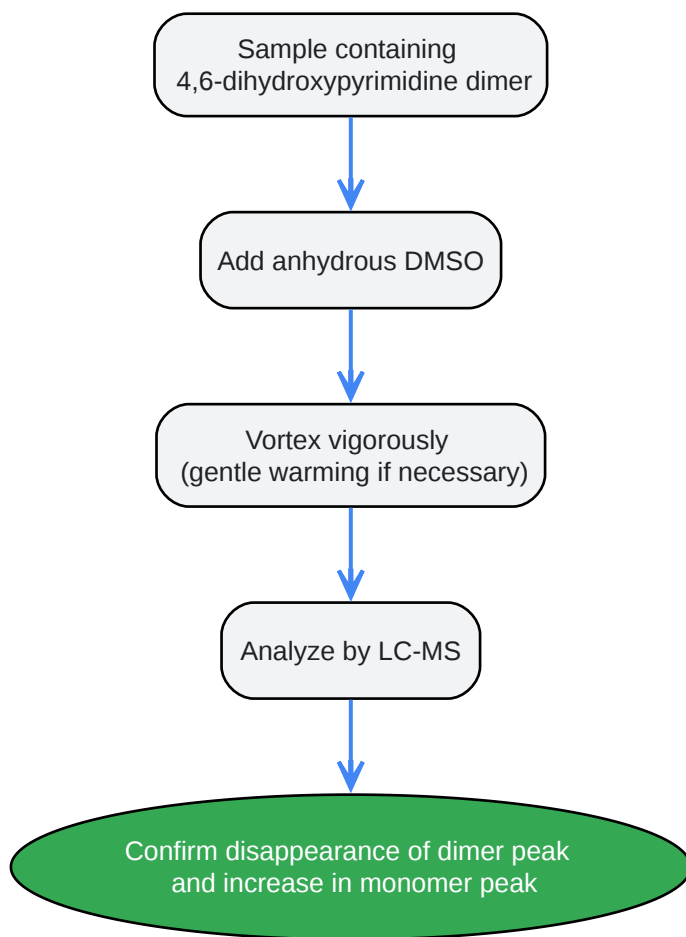 Sample containing
4,6-dihydroxypyrimidine dimer
Add anhydrous DMSO
Vortex vigorously
(gentle warming if necessary)
Analyze by LC-MS
Confirm disappearance of dimer peak
and increase in monomer peak